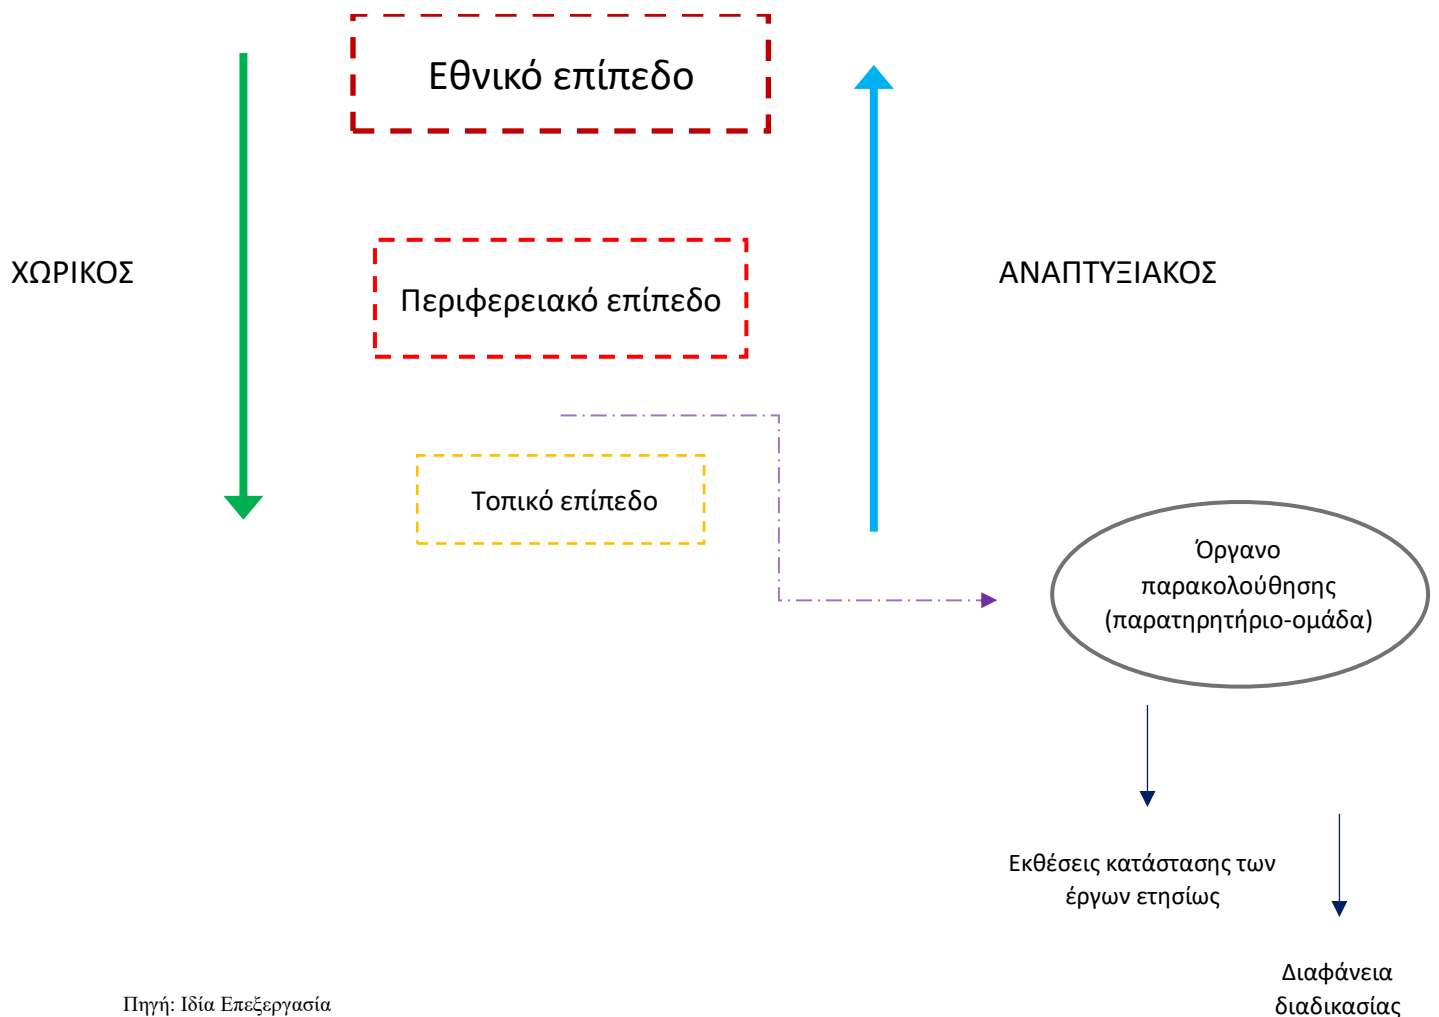 Εθνικό επίπεδο
ΧΩΡΙΚΟΣ
ΑΝΑΠΤΥΞΙΑΚΟΣ
Περιφερειακό επίπεδο
Τοπικό επίπεδο
Όργανο
παρακολούθησης
(παρατηρητήριο-ομάδα)
Εκθέσεις κατάστασης των
έργων ετησίως
Διαφάνεια
διαδικασίας
Πηγή: Ιδία Επεξεργασία